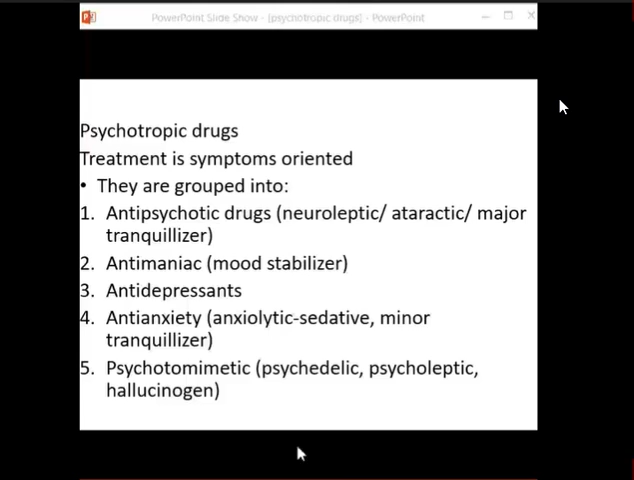 PowerPoint Slide Show - [psychotropic drugs] - PowerPoint
Psychotropic drugs
Treatment is symptoms oriented
• They are grouped into:
1. Antipsychotic drugs (neuroleptic/ ataractic/ major
tranquillizer)
2. Antimaniac (mood stabilizer)
3. Antidepressants
4. Antianxiety (anxiolytic-sedative, minor
tranquillizer)
5. Psychotomimetic (psychedelic, psycholeptic,
hallucinogen)